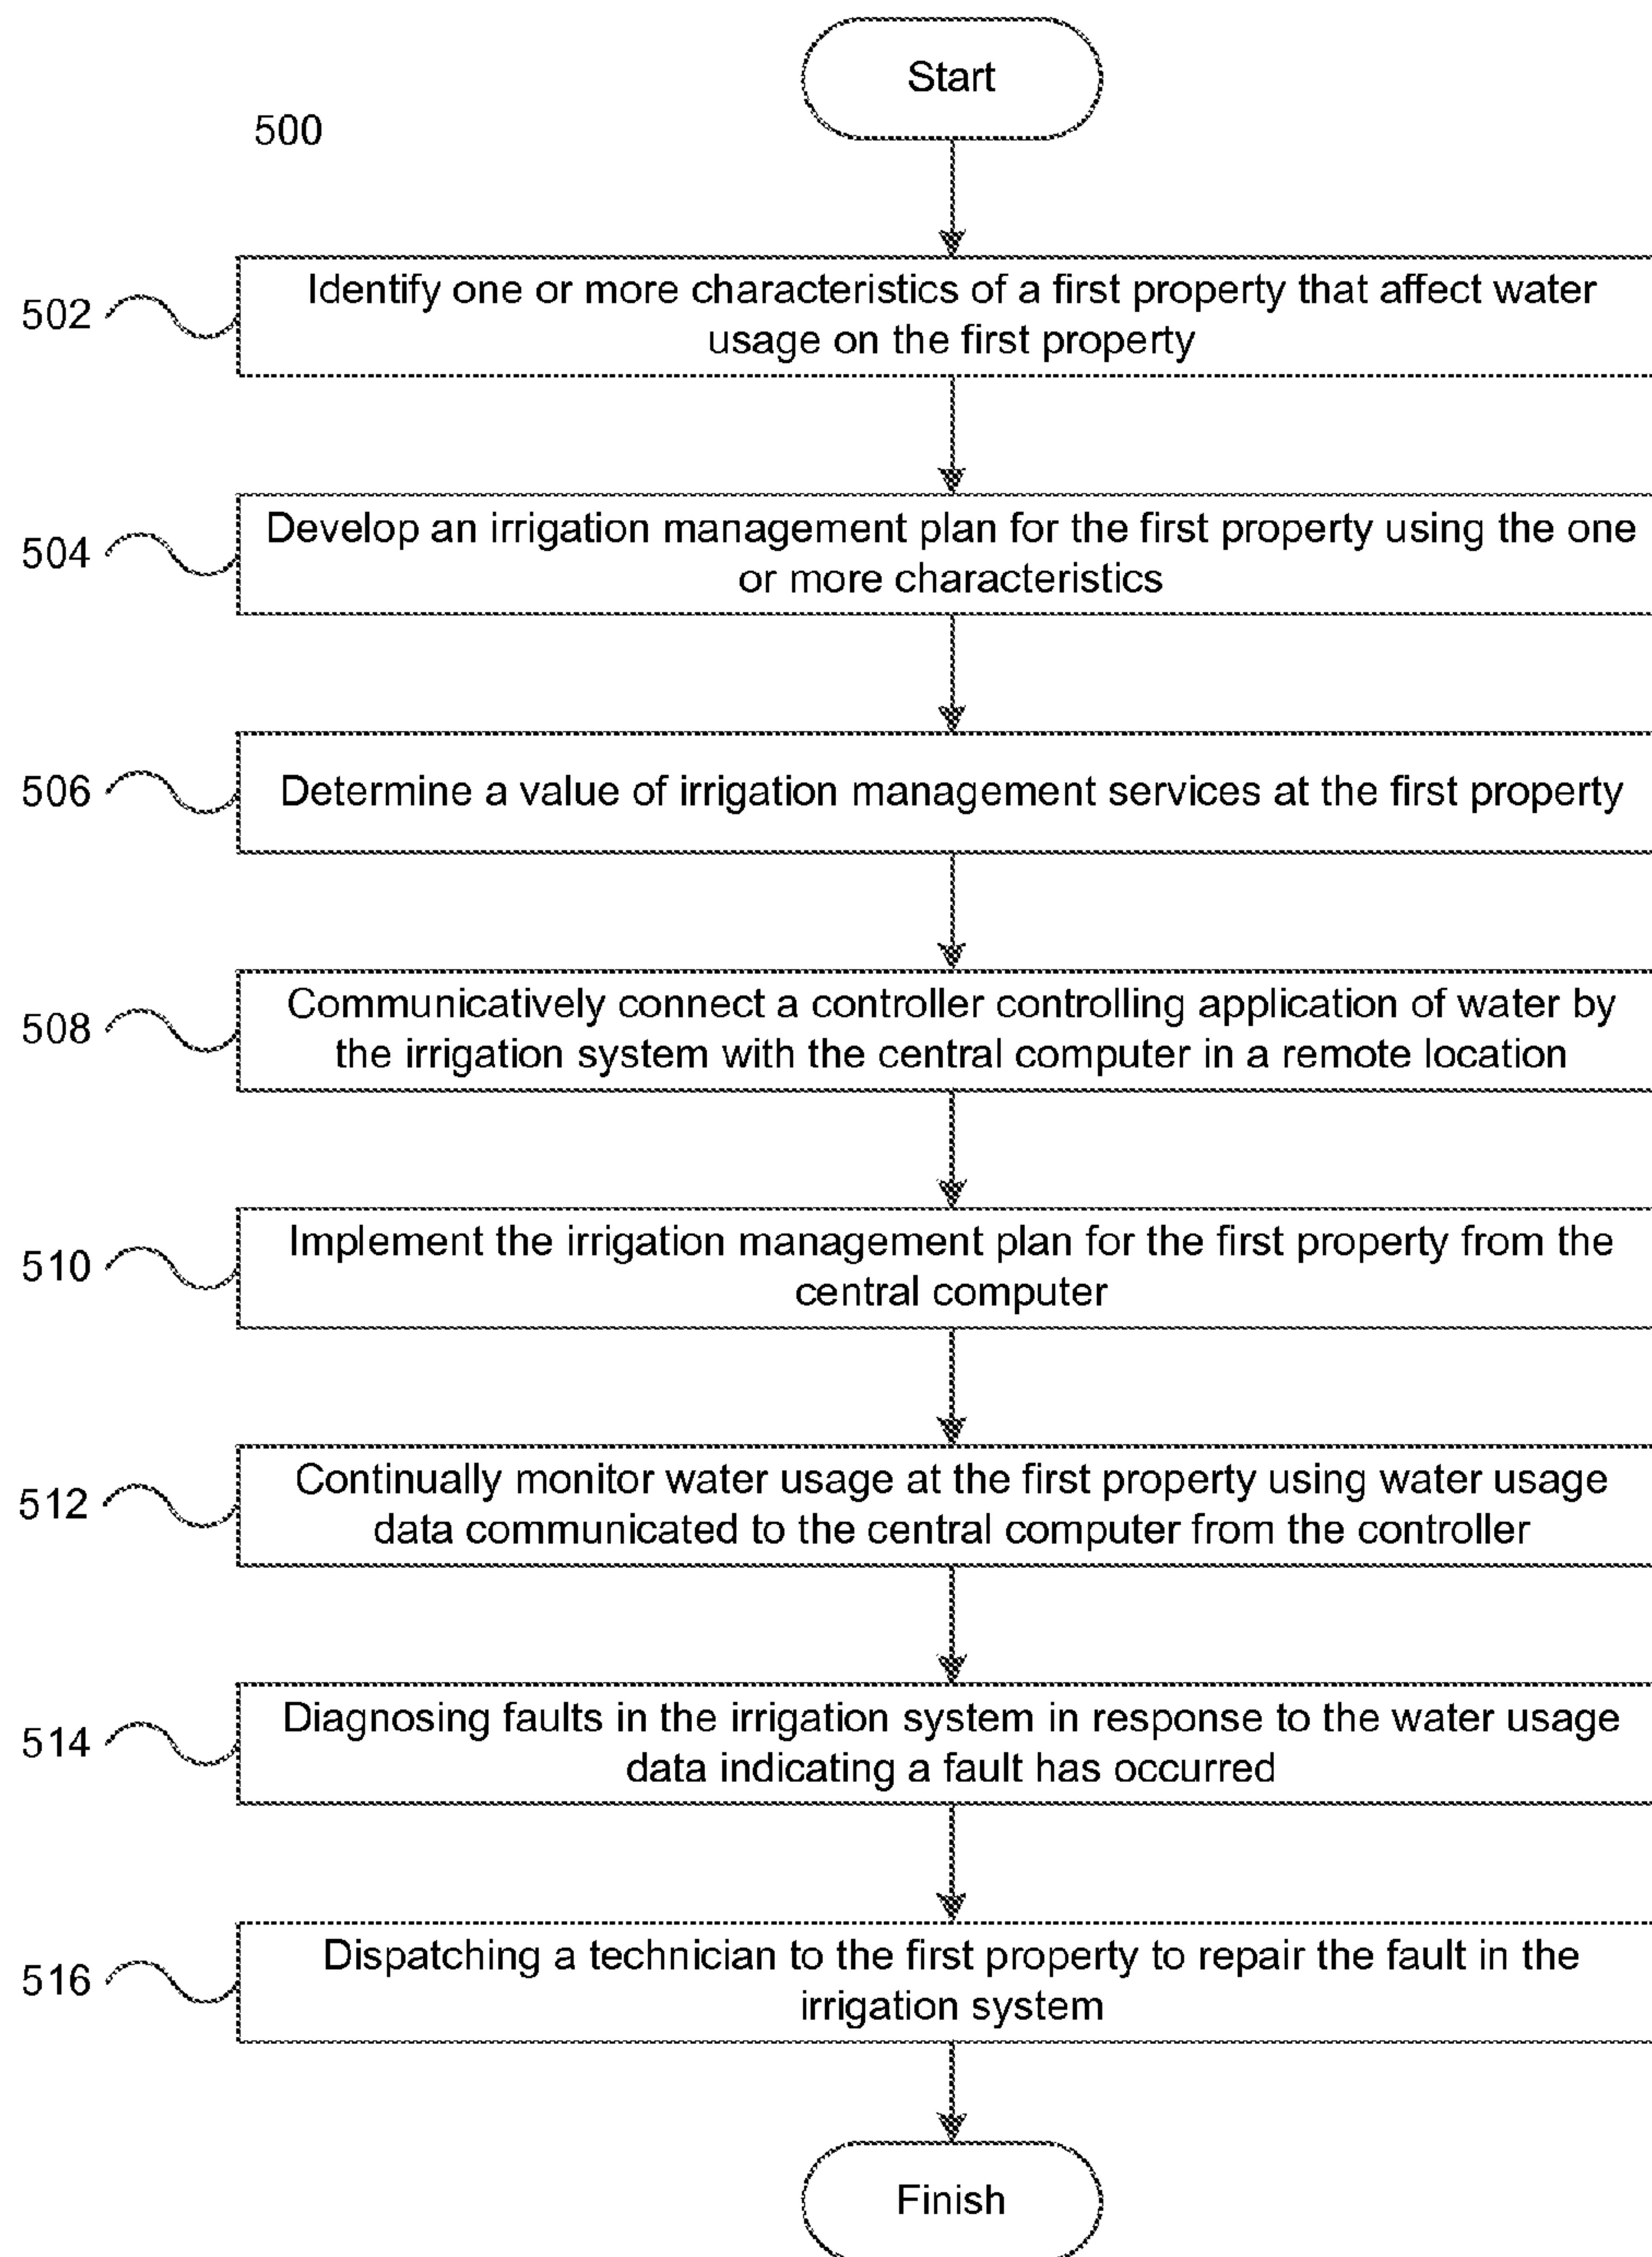 Start
500
502
Identify one or more characteristics of a first property that affect water
usage on the first property
504
Develop an irrigation management plan for the first property using the one
or more characteristics
506
Determine a value of irrigation management services at the first property
508
Communicatively connect a controller controlling application of water by
the irrigation system with the central computer in a remote location
510
Implement the irrigation management plan for the first property from the
central computer
512
Continually monitor water usage at the first property using water usage
data communicated to the central computer from the controller
514
Diagnosing faults in the irrigation system in response to the water usage
data indicating a fault has occurred
516
Dispatching a technician to the first property to repair the fault in the
irrigation system
Finish